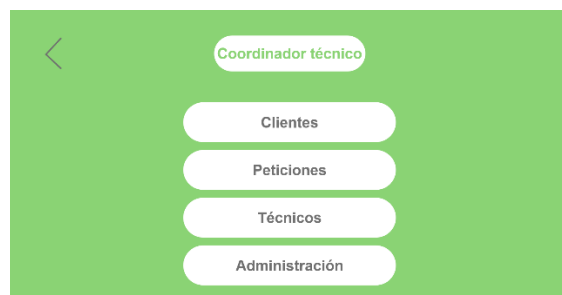 Coordinador técnico
Clientes
Peticiones
Técnicos
Administración